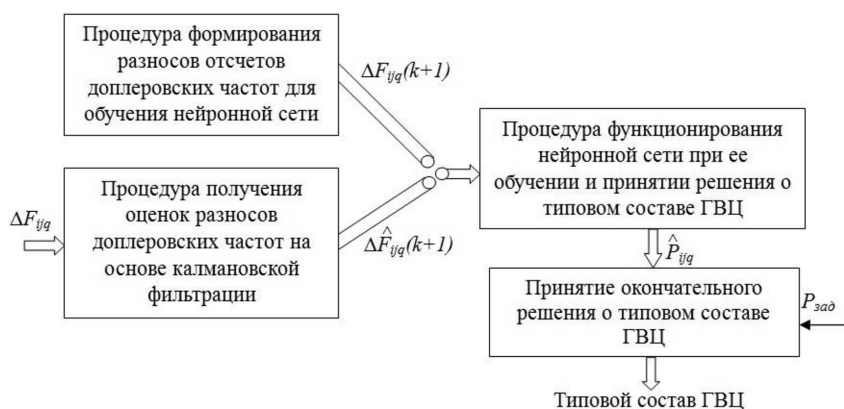 Процедура формирования
разносов отсчетов
доплеровских частот для
обучения нейронной сети
ΔF_ijq(k+1)
Процедура функционирования
нейронной сети при ее
обучении и принятии решения о
типовом составе ГВЦ
ΔF_ijq
Процедура получения
оценок разносов
доплеровских частот на
основе калмановской
фильтрации
ΔF̂_ijq(k+1)
P̂_ijq
Принятие окончательного
решения о типовом составе
ГВЦ
P_зад
Типовой состав ГВЦ